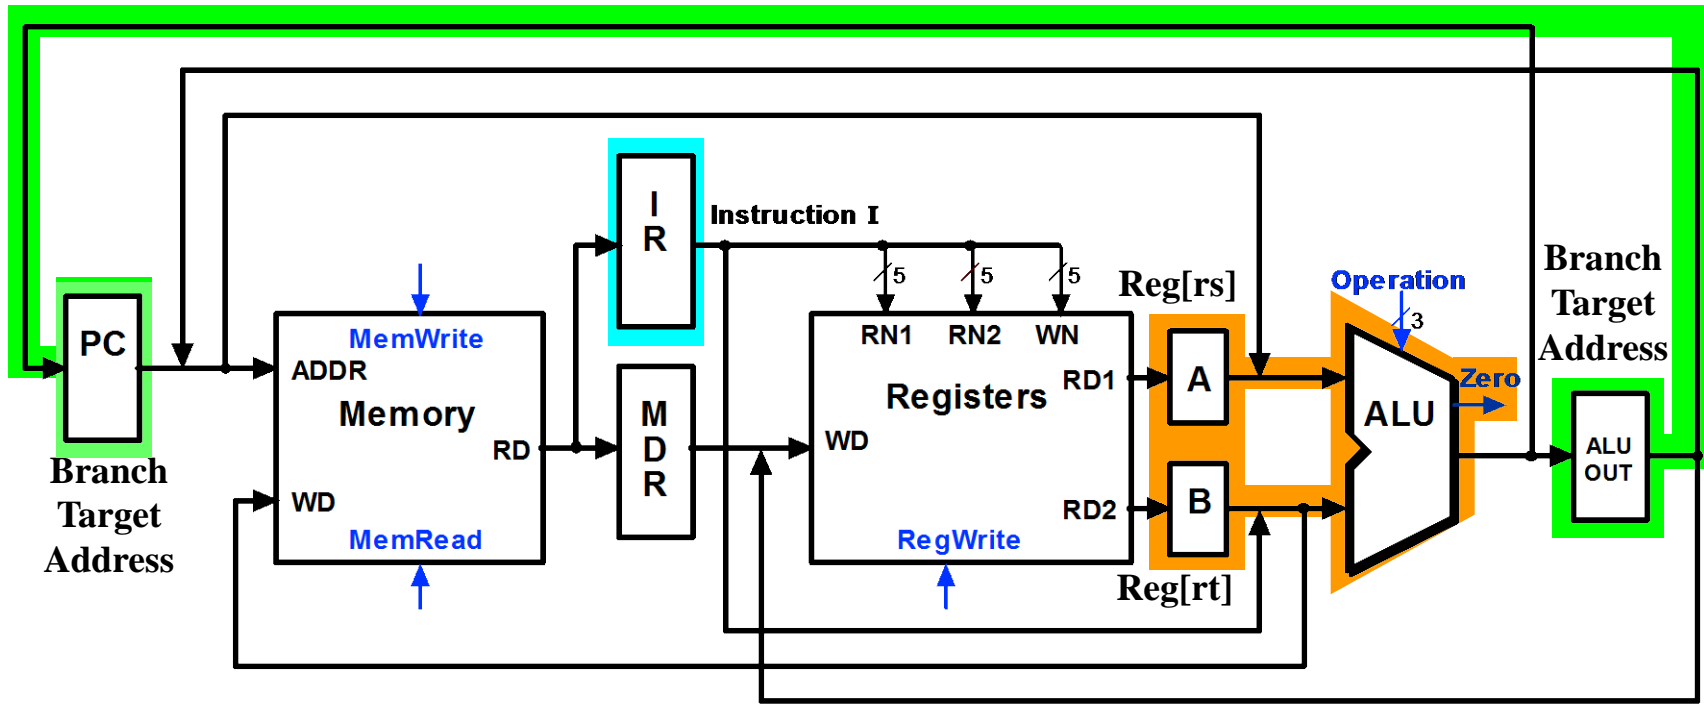 I
R
Instruction I
5
5
5
Branch
Target
Address
Reg[rs]
Operation
3
PC
MemWrite
RN1
RN2
WN
ADDR
Memory
RD
WD
MemRead
M
D
R
RD1
Registers
WD
RD2
RegWrite
A
B
Zero
ALU
ALU
OUT
Branch
Target
Address
Reg[rt]